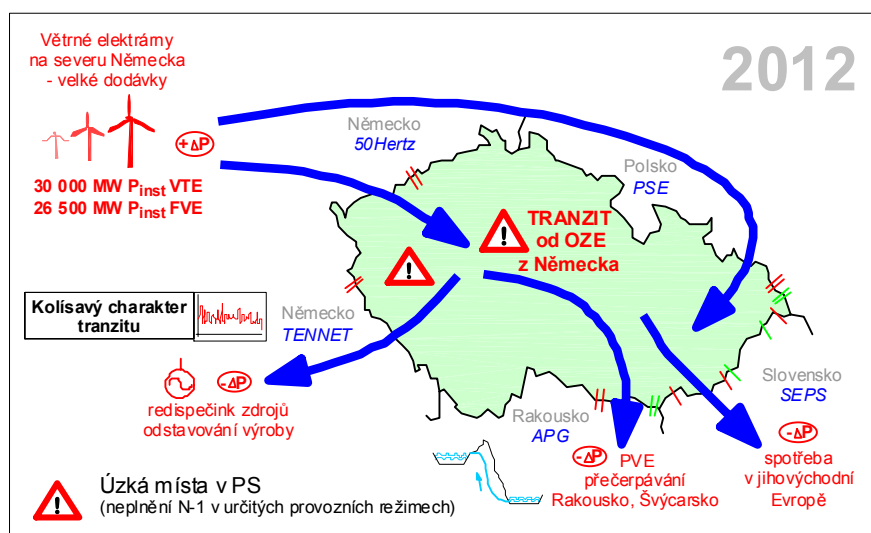 2012
Větrné elektrárny
na severu Německa
- velké dodávky
+ΔP
30 000 MW Pinst VTE
26 500 MW Pinst FVE
Německo
50Hertz
Polsko
PSE
TRANZIT
od OZE
z Německa
!
!
Kolísavý charakter
tranzitu
Německo
TENNET
-ΔP
redispečink zdrojů
odstavování výroby
Rakousko
APG
-ΔP
PVE
přečerpávání
Rakousko, Švýcarsko
Slovensko
SEPS
-ΔP
spotřeba
v jihovýchodní
Evropě
!
Úzká místa v PS
(neplnění N-1 v určitých provozních režimech)